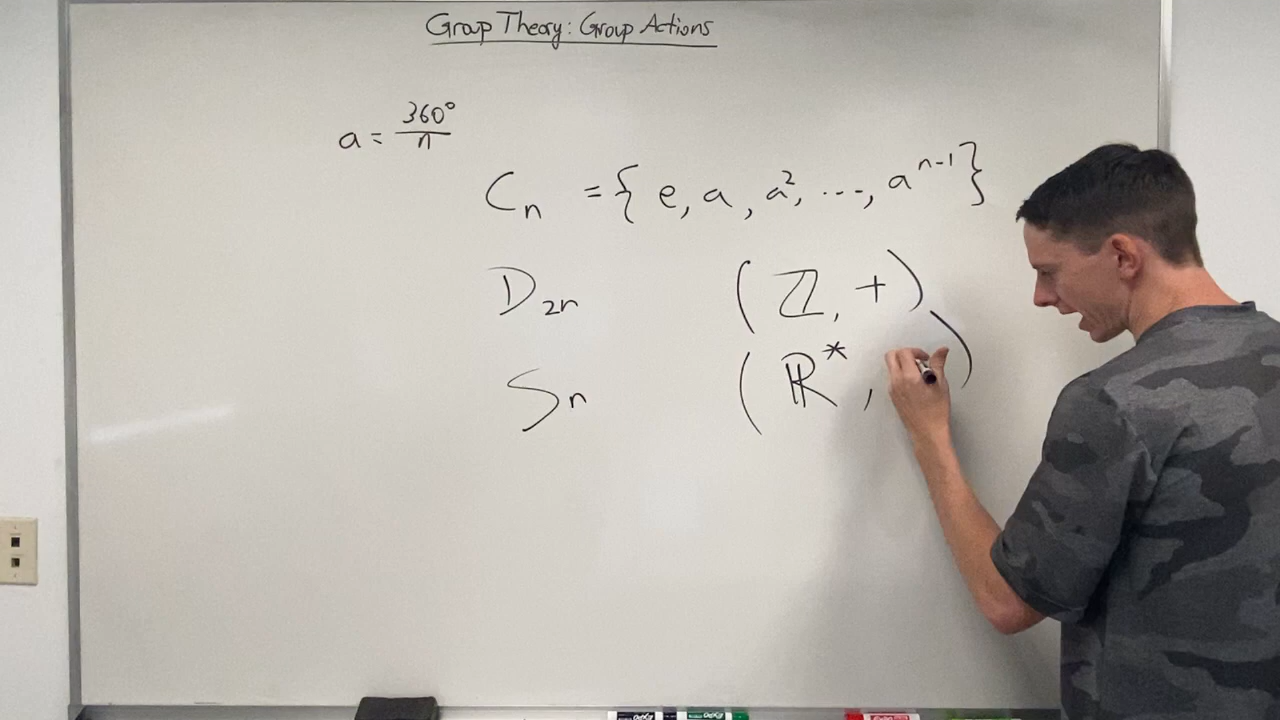 Group Theory: Group Actions
a = 360°/n
Cₙ = {e, a, a², ..., aⁿ⁻¹}
D₂ₙ (ℤ, +)
Sₙ (ℝ*, )